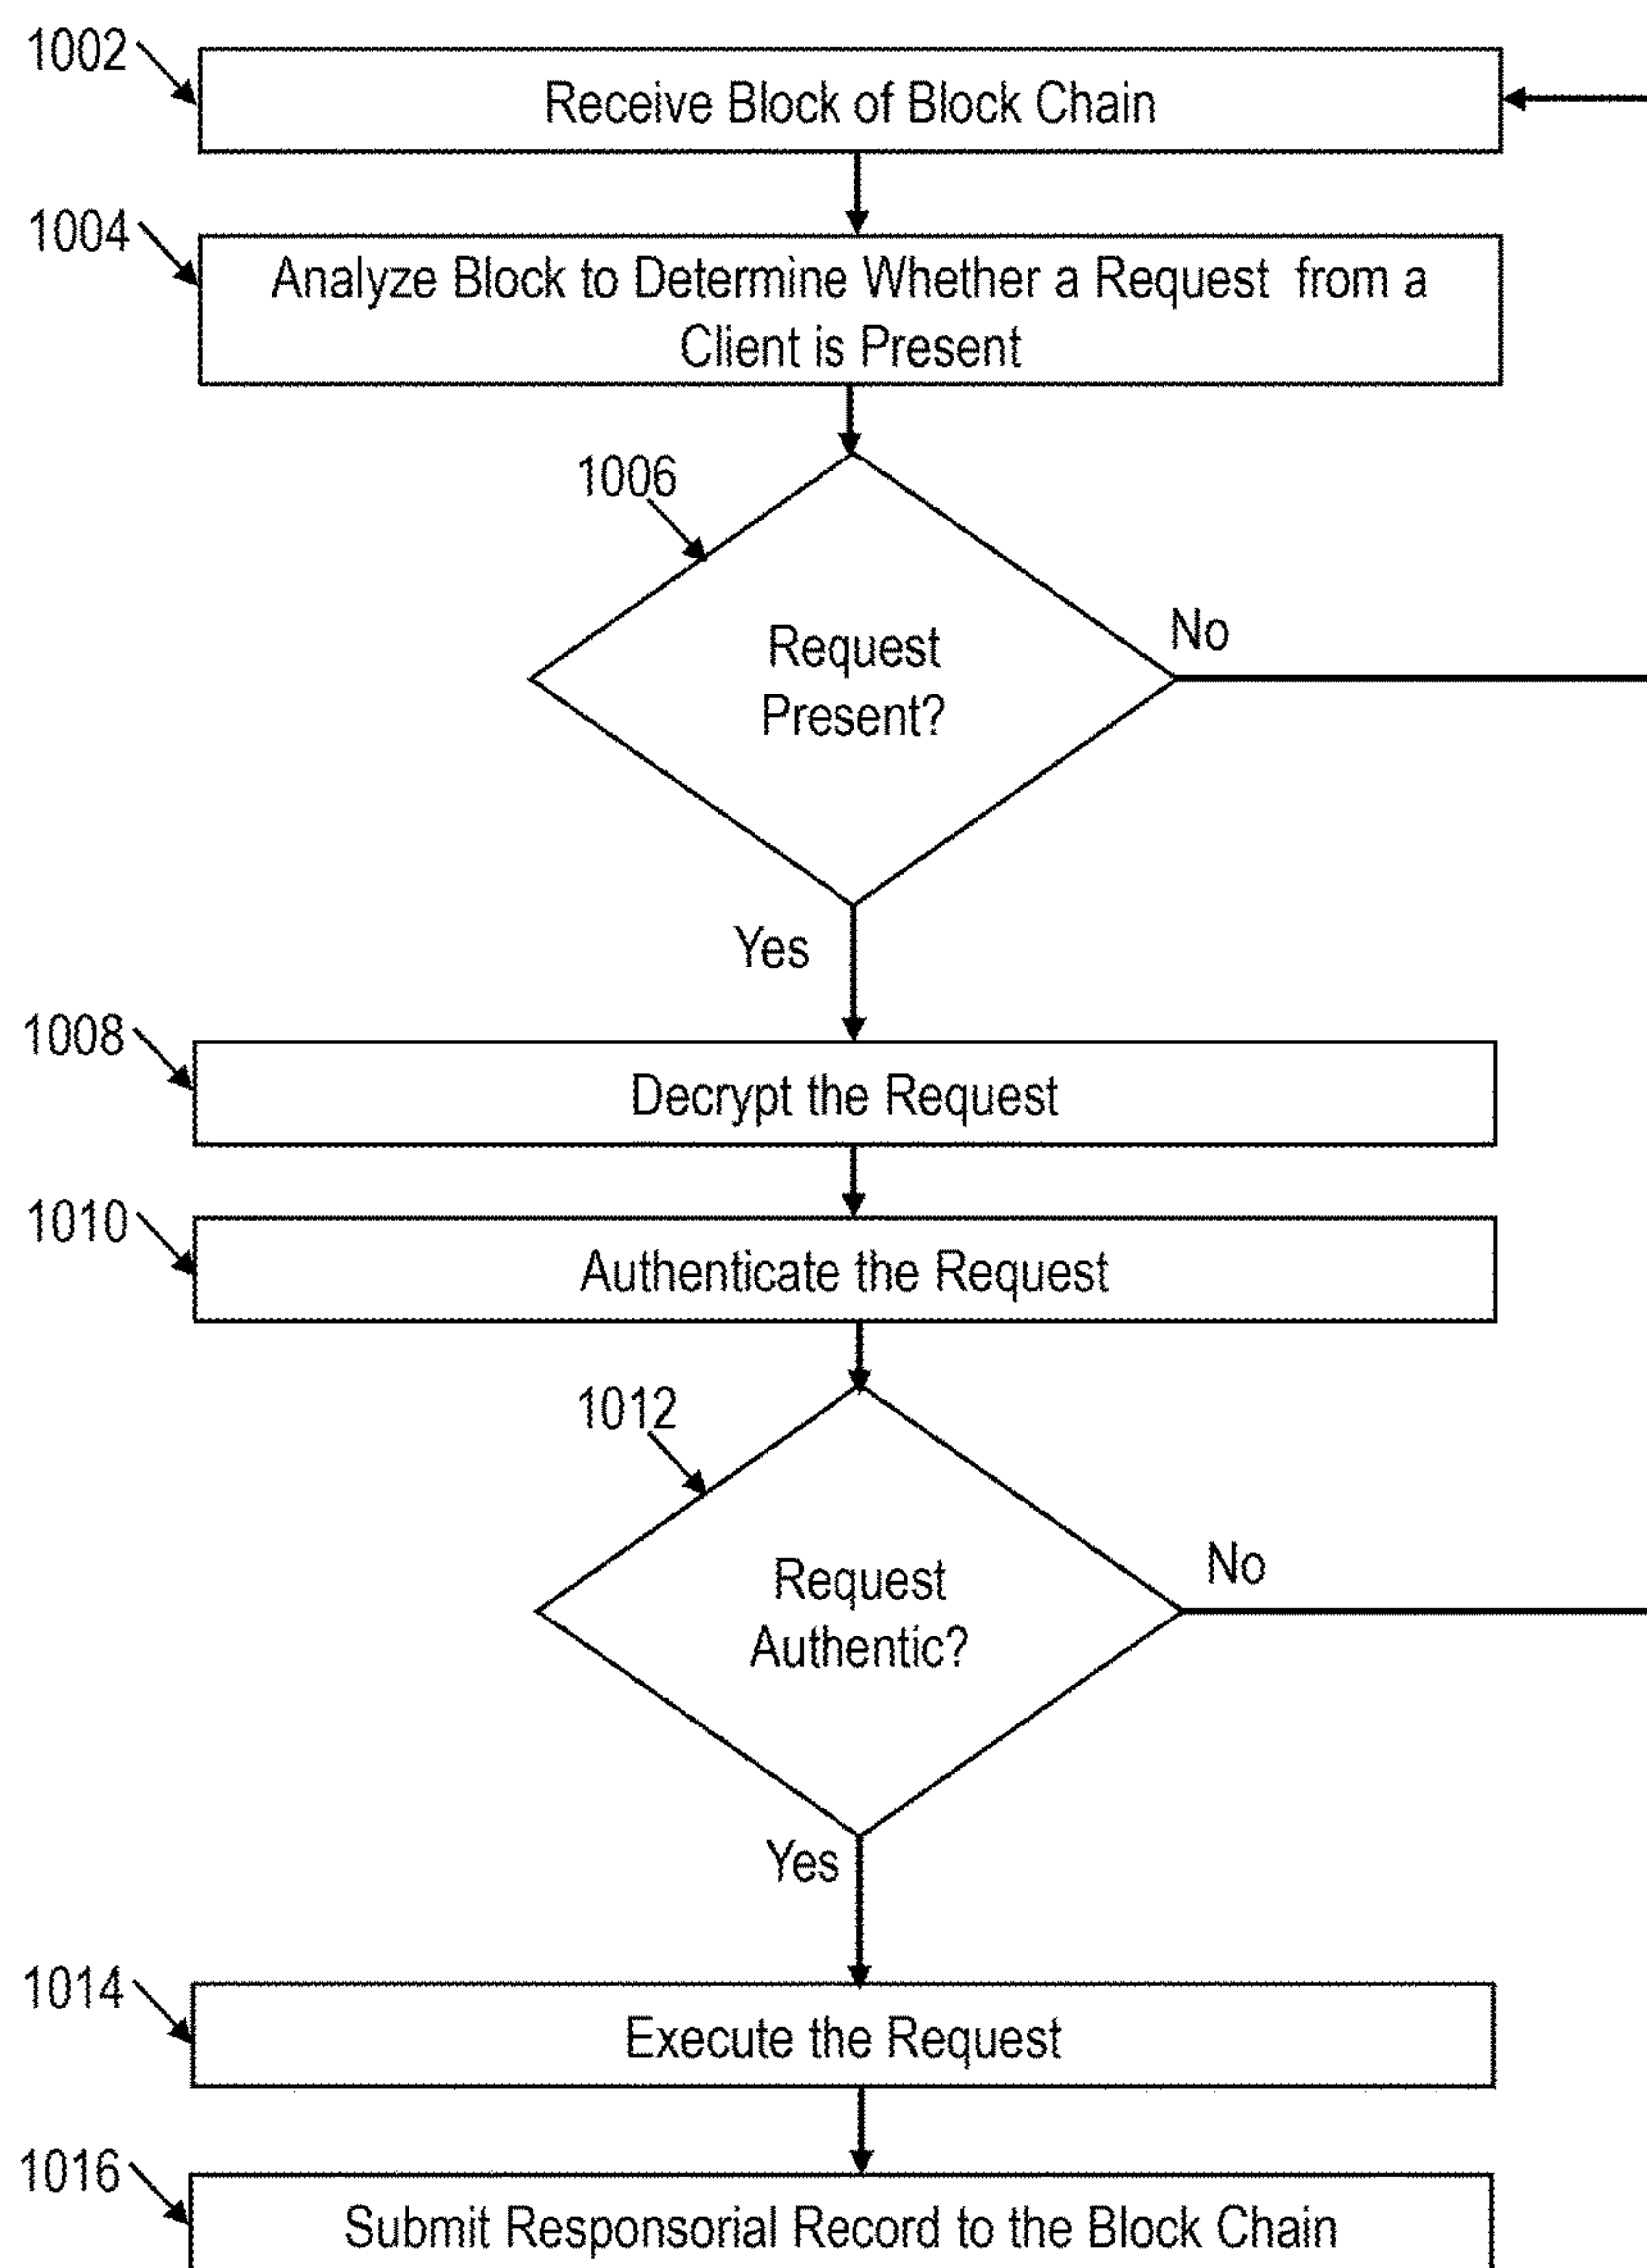 1002
Receive Block of Block Chain
1004
Analyze Block to Determine Whether a Request from a
Client is Present
1006
Request
Present?
No
Yes
1008
Decrypt the Request
1010
Authenticate the Request
1012
Request
Authentic?
No
Yes
1014
Execute the Request
1016
Submit Responsorial Record to the Block Chain